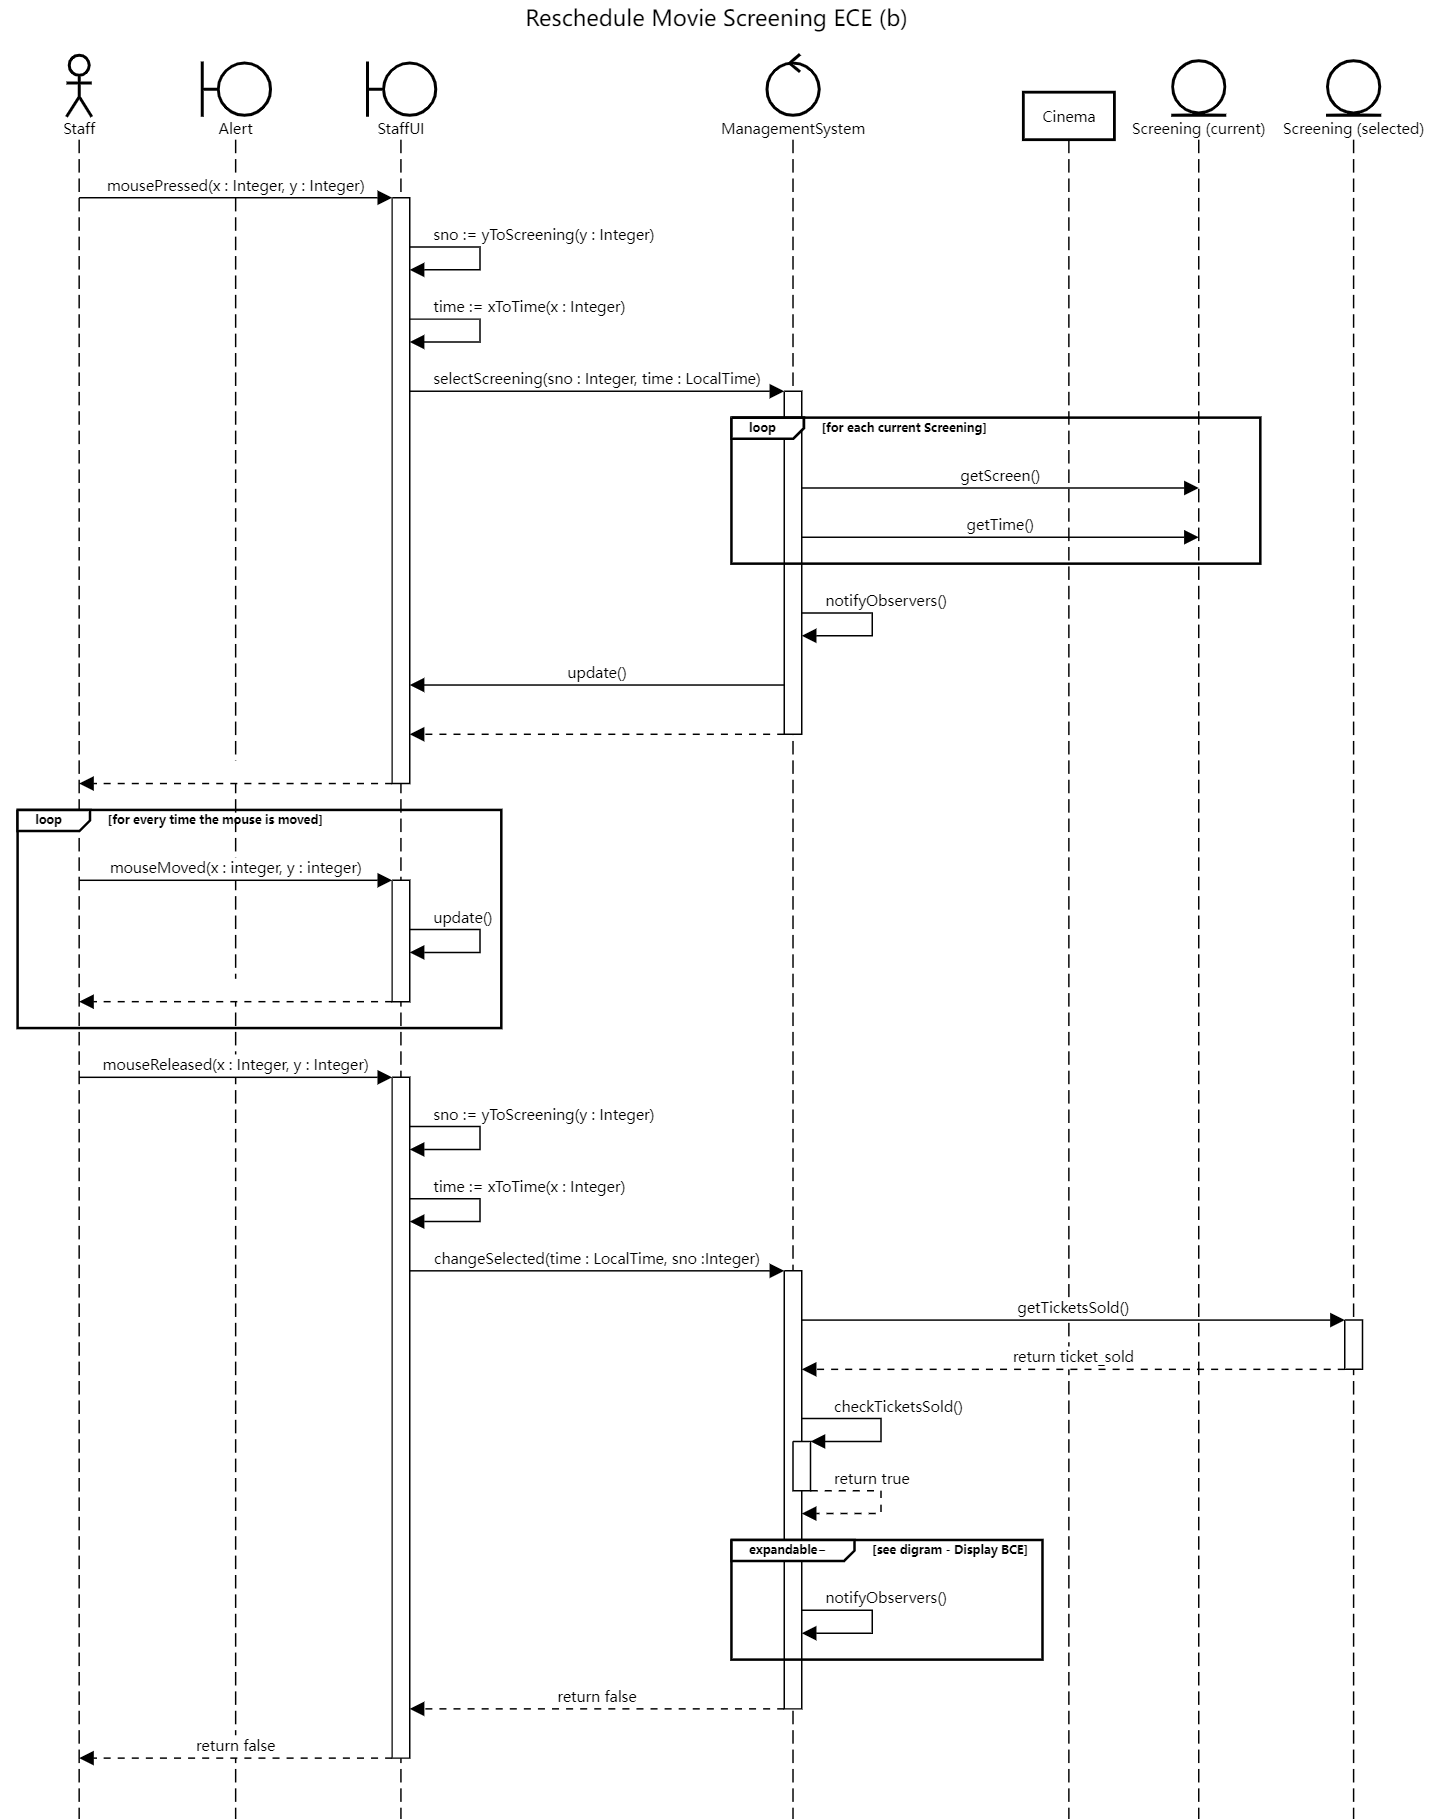 Reschedule Movie Screening ECE (b)
Staff
Alert
StaffUI
ManagementSystem
Cinema
Screening (current)
Screening (selected)
mousePressed(x : Integer, y : Integer)
sno := yToScreening(y : Integer)
time := xToTime(x : Integer)
selectScreening(sno : Integer, time : LocalTime)
loop [for each current Screening]
getScreen()
getTime()
notifyObservers()
update()
loop [for every time the mouse is moved]
mouseMoved(x : integer, y : integer)
update()
mouseReleased(x : Integer, y : Integer)
sno := yToScreening(y : Integer)
time := xToTime(x : Integer)
changeSelected(time : LocalTime, sno :Integer)
getTicketsSold()
return ticket_sold
checkTicketsSold()
return true
expandable− [see digram - Display BCE]
notifyObservers()
return false
return false